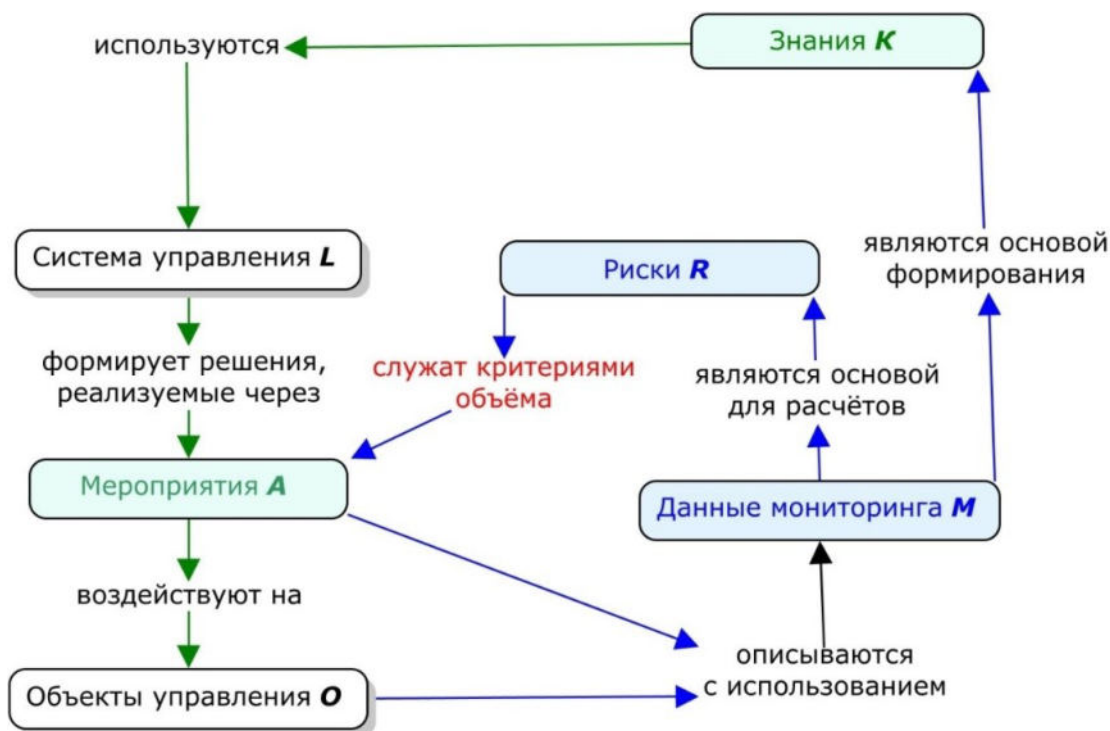 используются
Знания K
Система управления L
Риски R
являются основой
формирования
формирует решения,
реализуемые через
служат критериями
объёма
являются основой
для расчётов
Мероприятия A
Данные мониторинга M
воздействуют на
описываются
с использованием
Объекты управления O